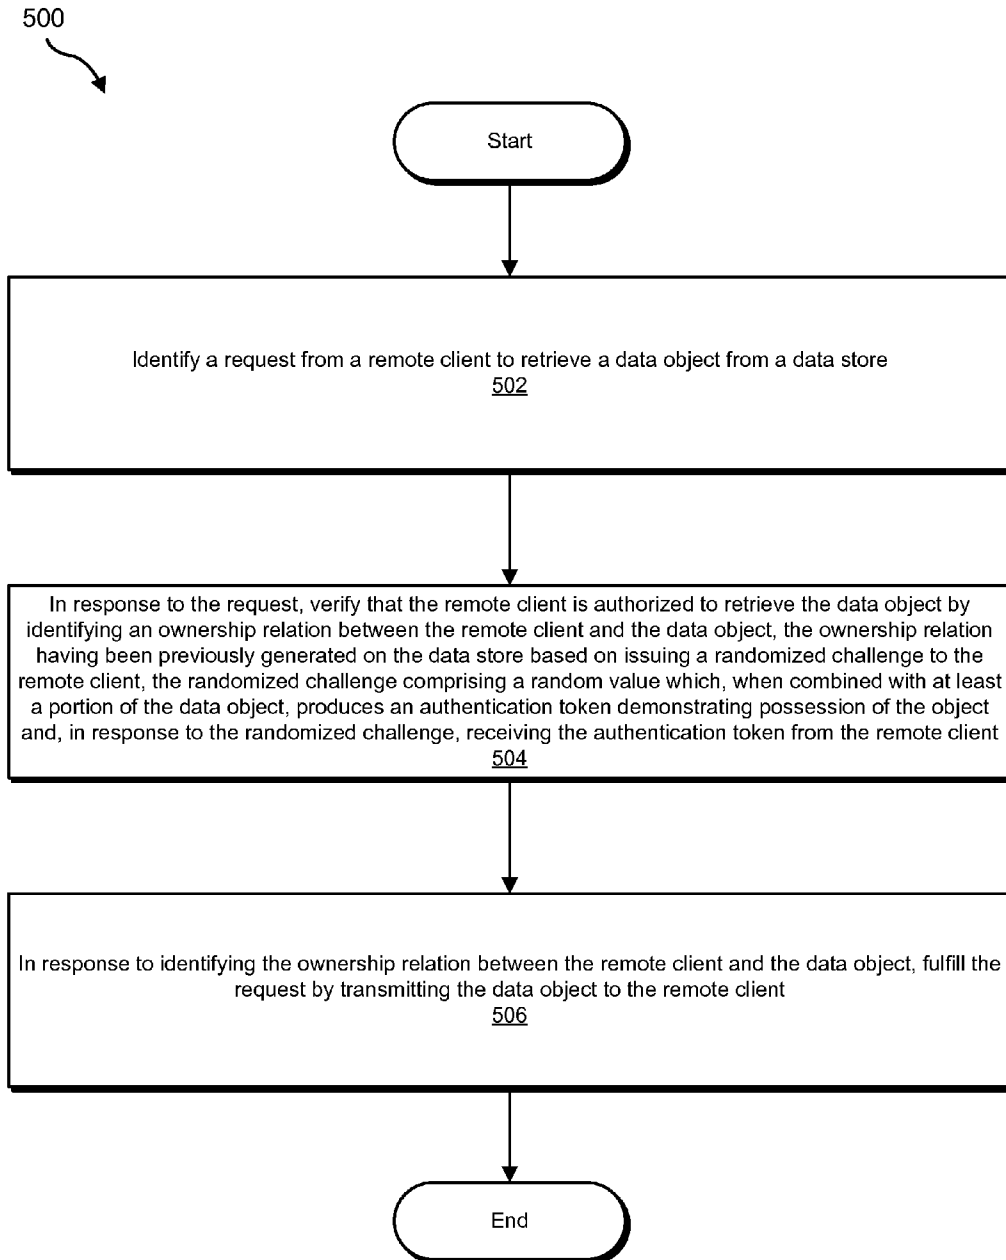 500
Start
Identify a request from a remote client to retrieve a data object from a data store
502
In response to the request, verify that the remote client is authorized to retrieve the data object by
identifying an ownership relation between the remote client and the data object, the ownership relation
having been previously generated on the data store based on issuing a randomized challenge to the
remote client, the randomized challenge comprising a random value which, when combined with at least
a portion of the data object, produces an authentication token demonstrating possession of the object
and, in response to the randomized challenge, receiving the authentication token from the remote client
504
In response to identifying the ownership relation between the remote client and the data object, fulfill the
request by transmitting the data object to the remote client
506
End